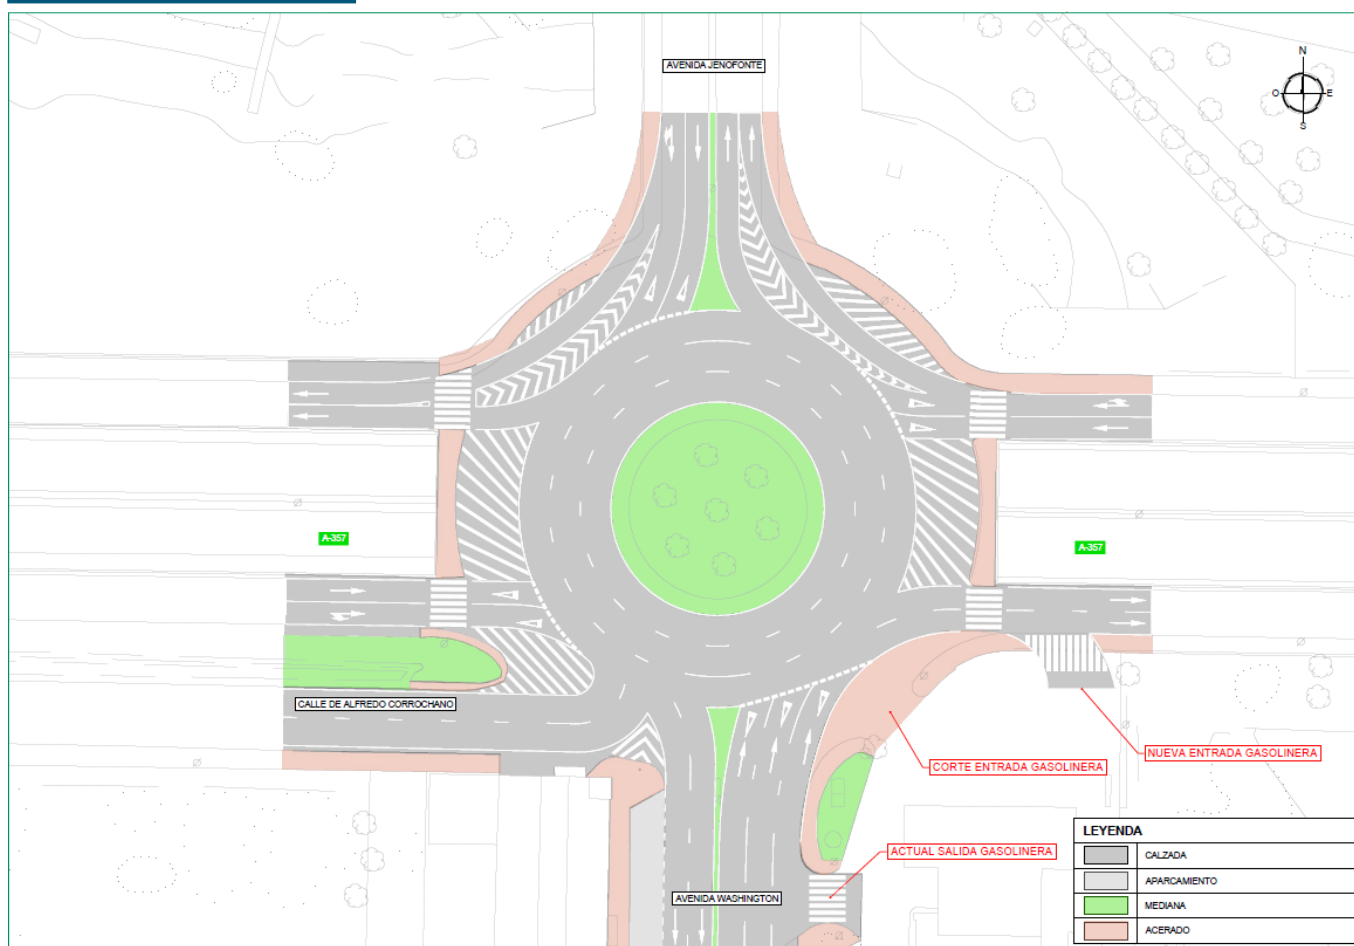 AVENIDA JENOFONTE
N
O
E
S
A-357
A-357
CALLE DE ALFREDO CORROCHANO
NUEVA ENTRADA GASOLINERA
CORTE ENTRADA GASOLINERA
ACTUAL SALIDA GASOLINERA
AVENIDA WASHINGTON
LEYENDA
CALZADA
APARCAMIENTO
MEDIANA
ACERADO